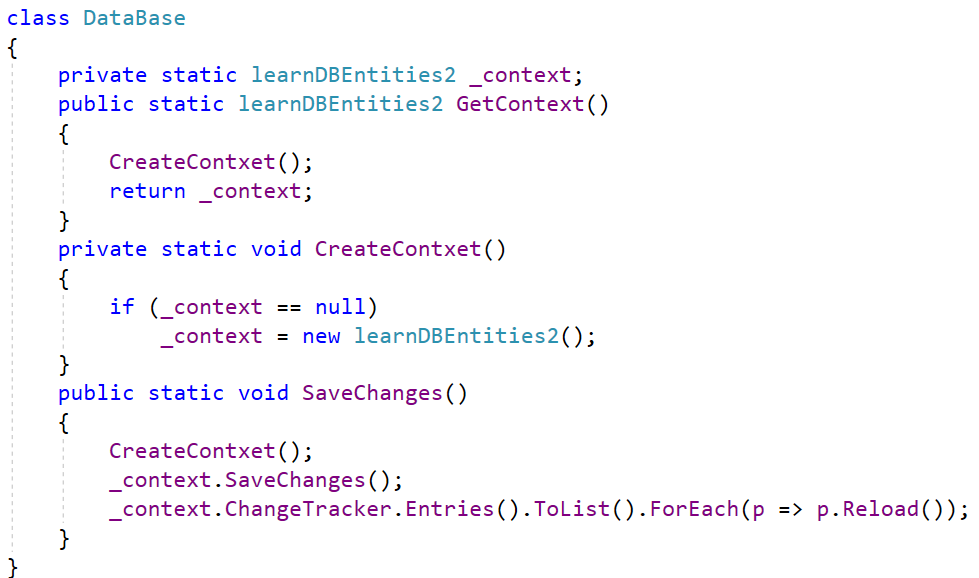 class DataBase
{
    private static learnDBEntities2 _context;
    public static learnDBEntities2 GetContext()
    {
        CreateContxet();
        return _context;
    }
    private static void CreateContxet()
    {
        if (_context == null)
            _context = new learnDBEntities2();
    }
    public static void SaveChanges()
    {
        CreateContxet();
        _context.SaveChanges();
        _context.ChangeTracker.Entries().ToList().ForEach(p => p.Reload());
    }
}